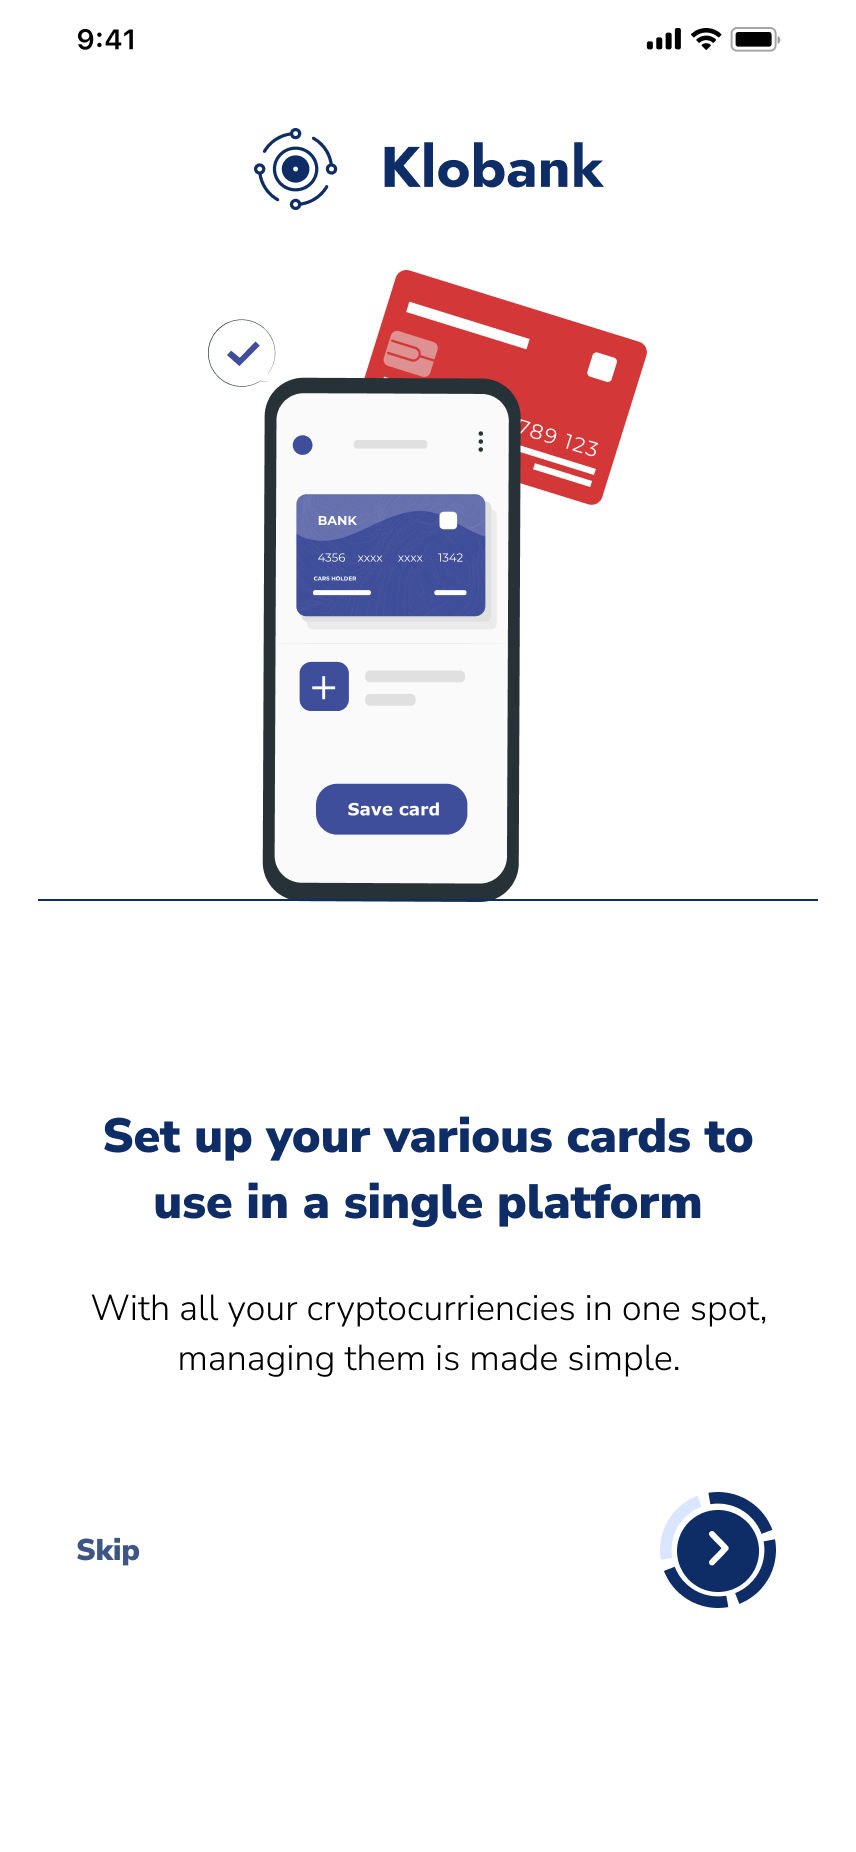 9:41
Klobank
789 123
BANK
4356 xxxx xxxx 1342
CARS HOLDER
Save card
Set up your various cards to
use in a single platform
With all your cryptocurriencies in one spot,
managing them is made simple.
Skip